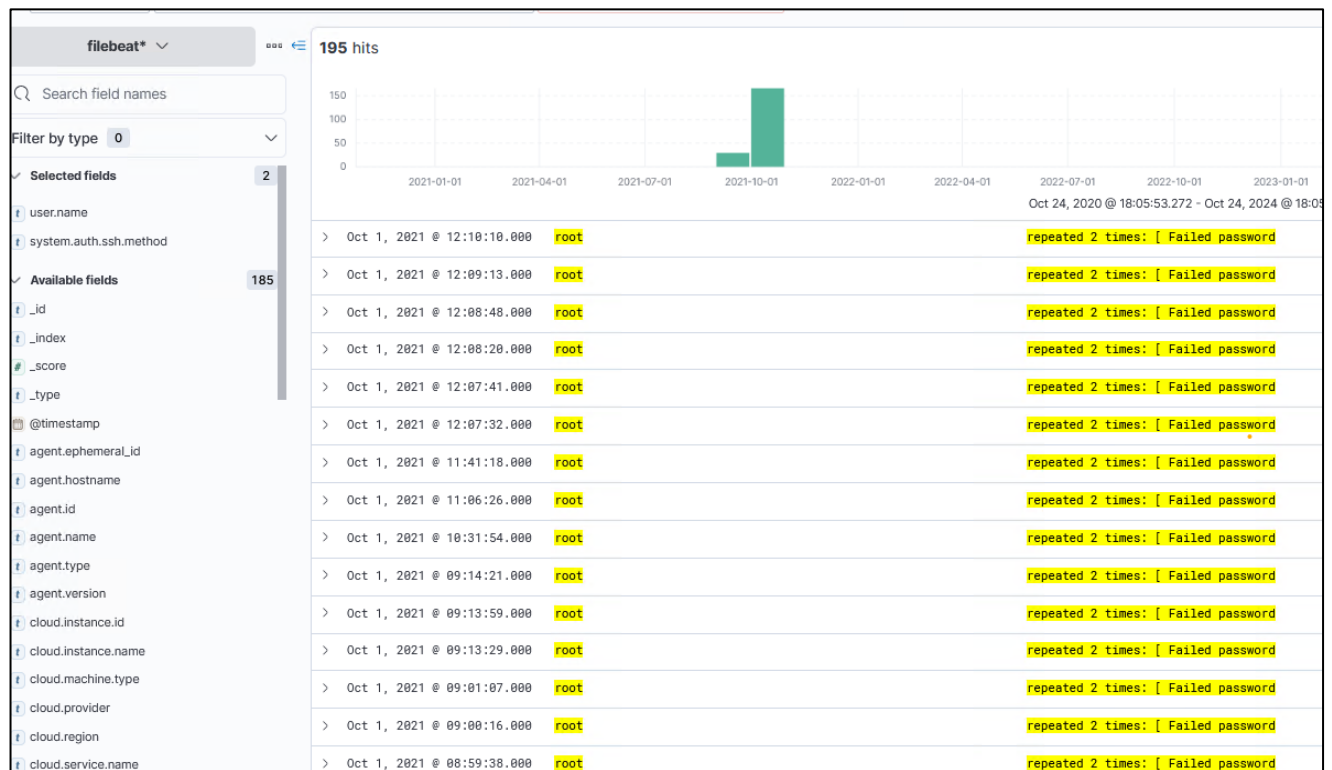 filebeat*
195 hits
Search field names
Filter by type 0
Selected fields 2
t user.name
t system.auth.ssh.method
Available fields 185
t _id
t _index
# _score
t _type
@timestamp
t agent.ephemeral_id
t agent.hostname
t agent.id
t agent.name
t agent.type
t agent.version
t cloud.instance.id
t cloud.instance.name
t cloud.machine.type
t cloud.provider
t cloud.region
t cloud.service.name
150
100
50
0
2021-01-01 2021-04-01 2021-07-01 2021-10-01 2022-01-01 2022-04-01 2022-07-01 2022-10-01 2023-01-01
Oct 24, 2020 @ 18:05:53.272 - Oct 24, 2024 @ 18:05
> Oct 1, 2021 @ 12:10:10.000 root repeated 2 times: [ Failed password
> Oct 1, 2021 @ 12:09:13.000 root repeated 2 times: [ Failed password
> Oct 1, 2021 @ 12:08:48.000 root repeated 2 times: [ Failed password
> Oct 1, 2021 @ 12:08:20.000 root repeated 2 times: [ Failed password
> Oct 1, 2021 @ 12:07:41.000 root repeated 2 times: [ Failed password
> Oct 1, 2021 @ 12:07:32.000 root repeated 2 times: [ Failed password
> Oct 1, 2021 @ 11:41:18.000 root repeated 2 times: [ Failed password
> Oct 1, 2021 @ 11:06:26.000 root repeated 2 times: [ Failed password
> Oct 1, 2021 @ 10:31:54.000 root repeated 2 times: [ Failed password
> Oct 1, 2021 @ 09:14:21.000 root repeated 2 times: [ Failed password
> Oct 1, 2021 @ 09:13:59.000 root repeated 2 times: [ Failed password
> Oct 1, 2021 @ 09:13:29.000 root repeated 2 times: [ Failed password
> Oct 1, 2021 @ 09:01:07.000 root repeated 2 times: [ Failed password
> Oct 1, 2021 @ 09:00:16.000 root repeated 2 times: [ Failed password
> Oct 1, 2021 @ 08:59:38.000 root repeated 2 times: [ Failed password